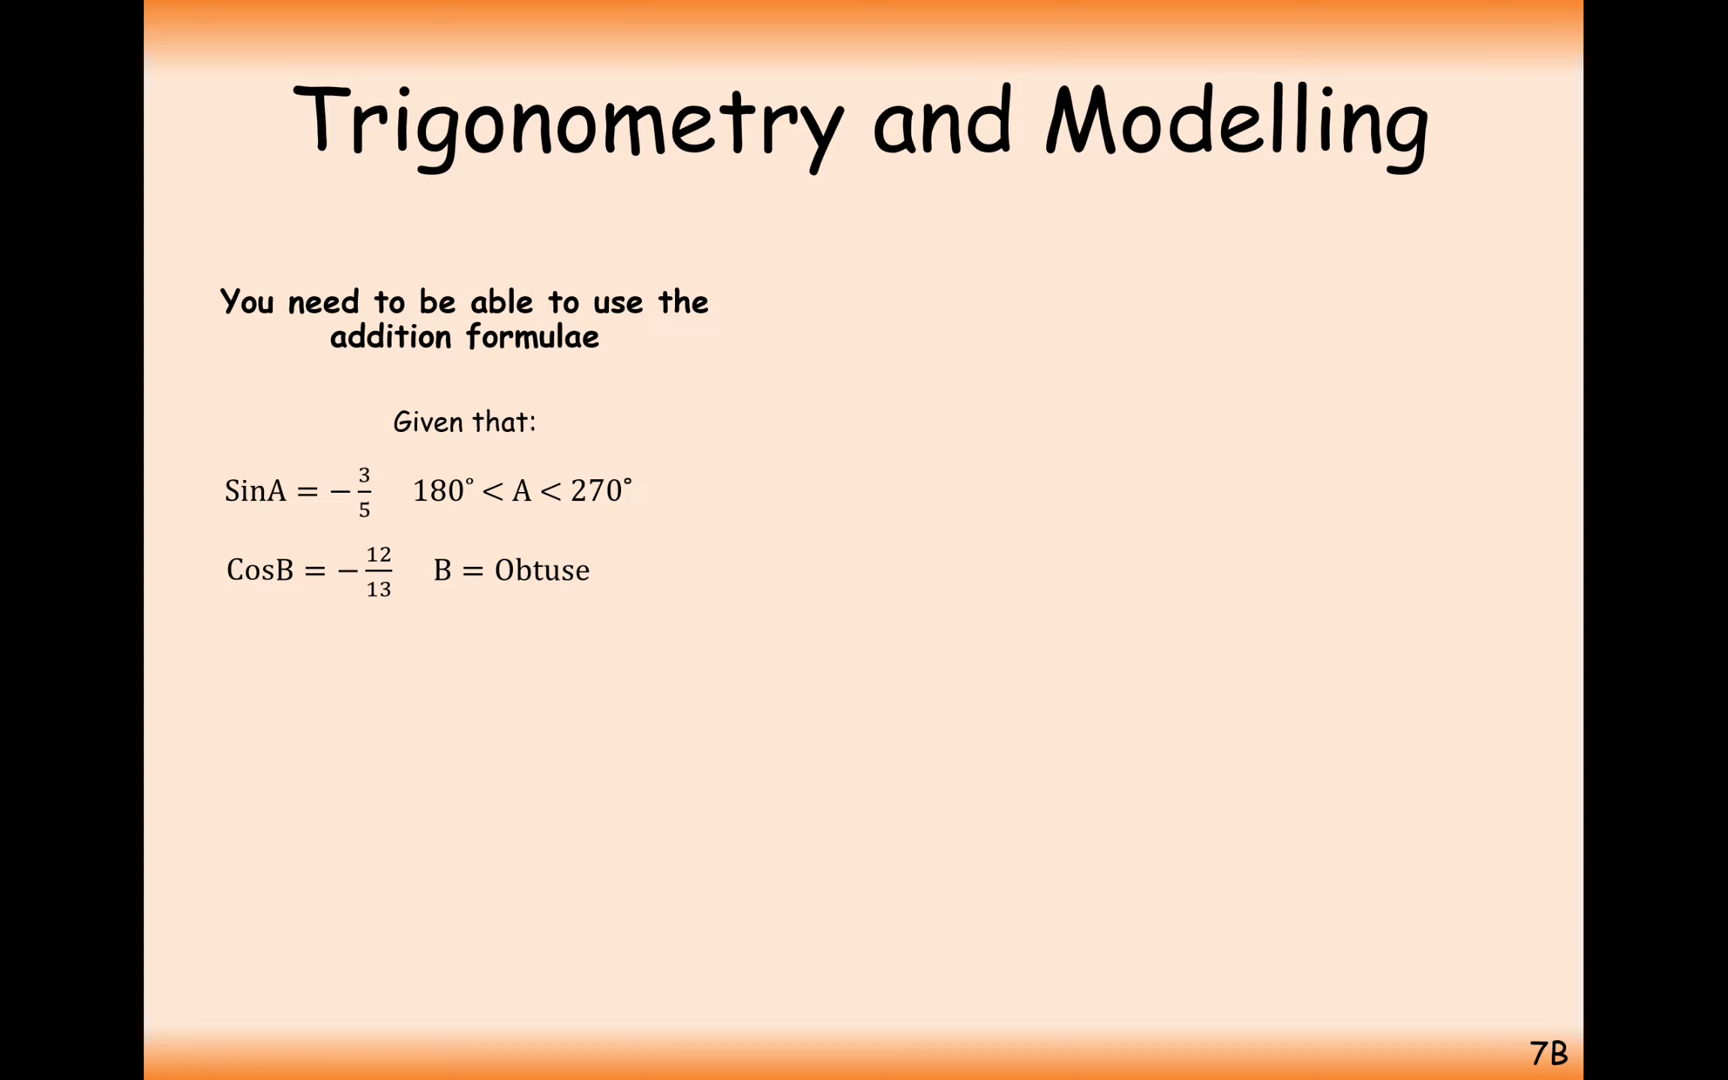 Trigonometry and Modelling
You need to be able to use the
addition formulae
Given that:
SinA = −3/5 180° < A < 270°
CosB = −12/13 B = Obtuse
7B